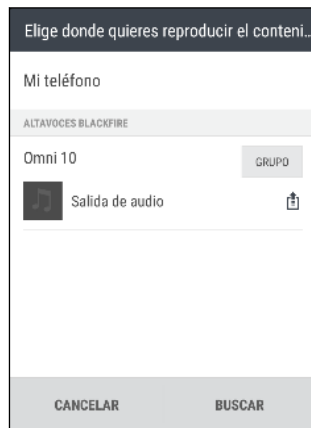 Elige donde quieres reproducir el conteni...
Mi teléfono
ALTAVOCES BLACKFIRE
Omni 10
GRUPO
Salida de audio
CANCELAR
BUSCAR